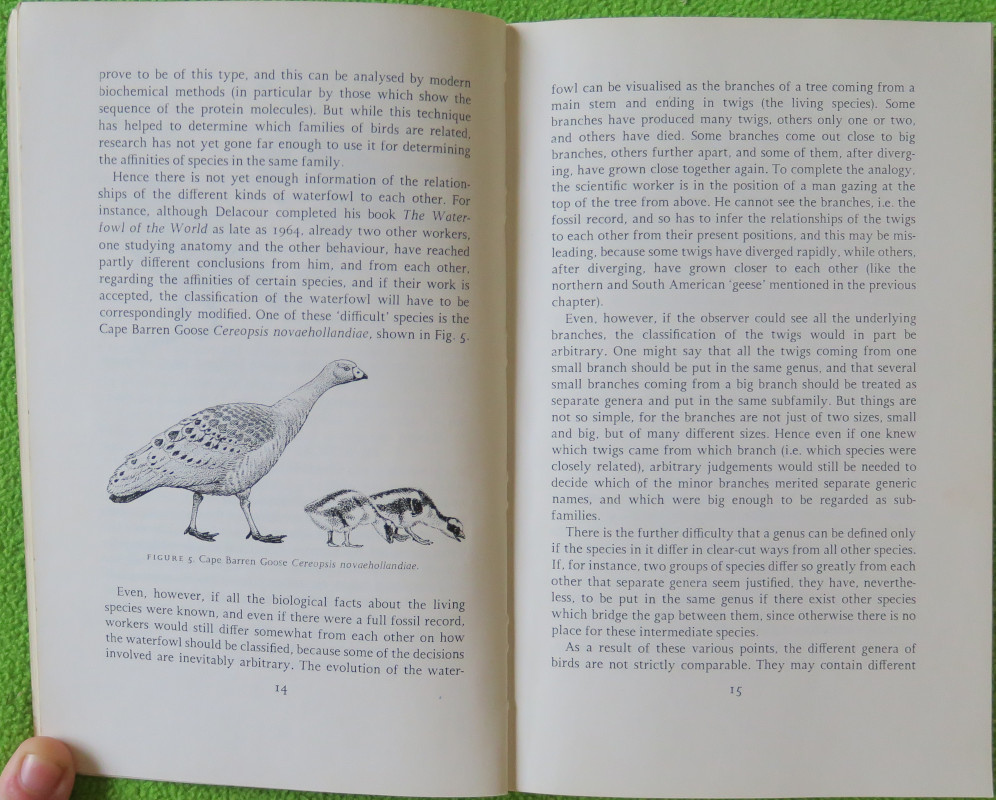 prove to be of this type, and this can be analysed by modern
biochemical methods (in particular by those which show the
sequence of the protein molecules). But while this technique
has helped to determine which families of birds are related,
research has not yet gone far enough to use it for determining
the affinities of species in the same family.
Hence there is not yet enough information of the relation-
ships of the different kinds of waterfowl to each other. For
instance, although Delacour completed his book The Water-
fowl of the World as late as 1964, already two other workers,
one studying anatomy and the other behaviour, have reached
partly different conclusions from him, and from each other,
regarding the affinities of certain species, and if their work is
accepted, the classification of the waterfowl will have to be
correspondingly modified. One of these 'difficult' species is the
Cape Barren Goose Cereopsis novaehollandiae, shown in Fig. 5.
FIGURE 5 Cape Barren Goose Cereopsis novaehollandiae.
Even, however, if all the biological facts about the living
species were known, and even if there were a full fossil record,
workers would still differ somewhat from each other on how
the waterfowl should be classified, because some of the decisions
involved are inevitably arbitrary. The evolution of the water-
14
fowl can be visualised as the branches of a tree coming from a
main stem and ending in twigs (the living species). Some
branches have produced many twigs, others only one or two,
and others have died. Some branches come out close to big
branches, others further apart, and some of them, after diverg-
ing, have grown close together again. To complete the analogy,
the scientific worker is in the position of a man gazing at the
top of the tree from above. He cannot see the branches, i.e. the
fossil record, and so has to infer the relationships of the twigs
to each other from their present positions, and this may be mis-
leading, because some twigs have diverged rapidly, while others,
after diverging, have grown closer to each other (like the
northern and South American 'geese' mentioned in the previous
chapter).
Even, however, if the observer could see all the underlying
branches, the classification of the twigs would in part be
arbitrary. One might say that all the twigs coming from one
small branch should be put in the same genus, and that several
small branches coming from a big branch should be treated as
separate genera and put in the same subfamily. But things are
not so simple, for the branches are not just of two sizes, small
and big, but of many different sizes. Hence even if one knew
which twigs came from which branch (i.e. which species were
closely related), arbitrary judgements would still be needed to
decide which of the minor branches merited separate generic
names, and which were big enough to be regarded as sub-
families.
There is the further difficulty that a genus can be defined only
if the species in it differ in clear-cut ways from all other species.
If, for instance, two groups of species differ so greatly from each
other that separate genera seem justified, they have, neverthe-
less, to be put in the same genus if there exist other species
which bridge the gap between them, since otherwise there is no
place for these intermediate species.
As a result of these various points, the different genera of
birds are not strictly comparable. They may contain different
15